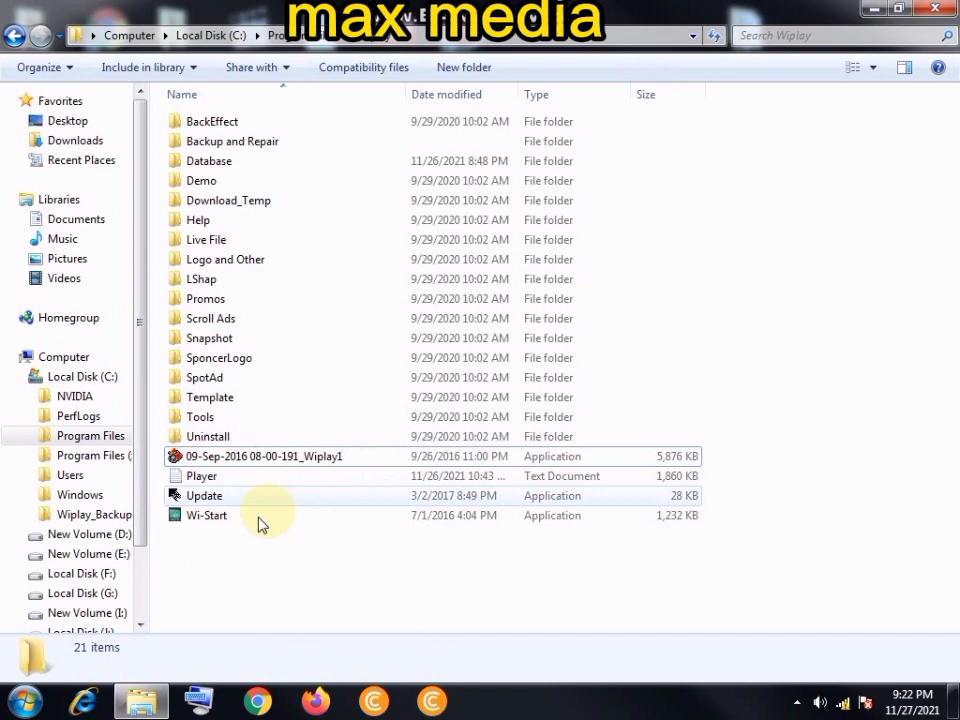 max media
Computer
Local Disk (C:)
Search Wiplay
Organize
Include in library
Share with
Compatibility files
New folder
Name
Date modified
Type
Size
Favorites
Desktop
Downloads
Recent Places
Libraries
Documents
Music
Pictures
Videos
Homegroup
Computer
Local Disk (C:)
NVIDIA
PerfLogs
Program Files
Program Files (
Users
Windows
Wiplay_Backup
New Volume (D:)
New Volume (E:)
Local Disk (F:)
Local Disk (G:)
New Volume (I:)
BackEffect 9/29/2020 10:02 AM File folder
Backup and Repair File folder
Database 11/26/2021 8:48 PM File folder
Demo 9/29/2020 10:02 AM File folder
Download_Temp 9/29/2020 10:02 AM File folder
Help 9/29/2020 10:02 AM File folder
Live File 9/29/2020 10:02 AM File folder
Logo and Other 9/29/2020 10:02 AM File folder
LShap 9/29/2020 10:02 AM File folder
Promos 9/29/2020 10:02 AM File folder
Scroll Ads 9/29/2020 10:02 AM File folder
Snapshot 9/29/2020 10:02 AM File folder
SponcerLogo 9/29/2020 10:02 AM File folder
SpotAd 9/29/2020 10:02 AM File folder
Template 9/29/2020 10:02 AM File folder
Tools 9/29/2020 10:02 AM File folder
Uninstall 9/29/2020 10:02 AM File folder
09-Sep-2016 08-00-191_Wiplay1 9/26/2016 11:00 PM Application 5,876 KB
Player 11/26/2021 10:43 ... Text Document 1,860 KB
Update 3/2/2017 8:49 PM Application 28 KB
Wi-Start 7/1/2016 4:04 PM Application 1,232 KB
21 items
9:22 PM
11/27/2021